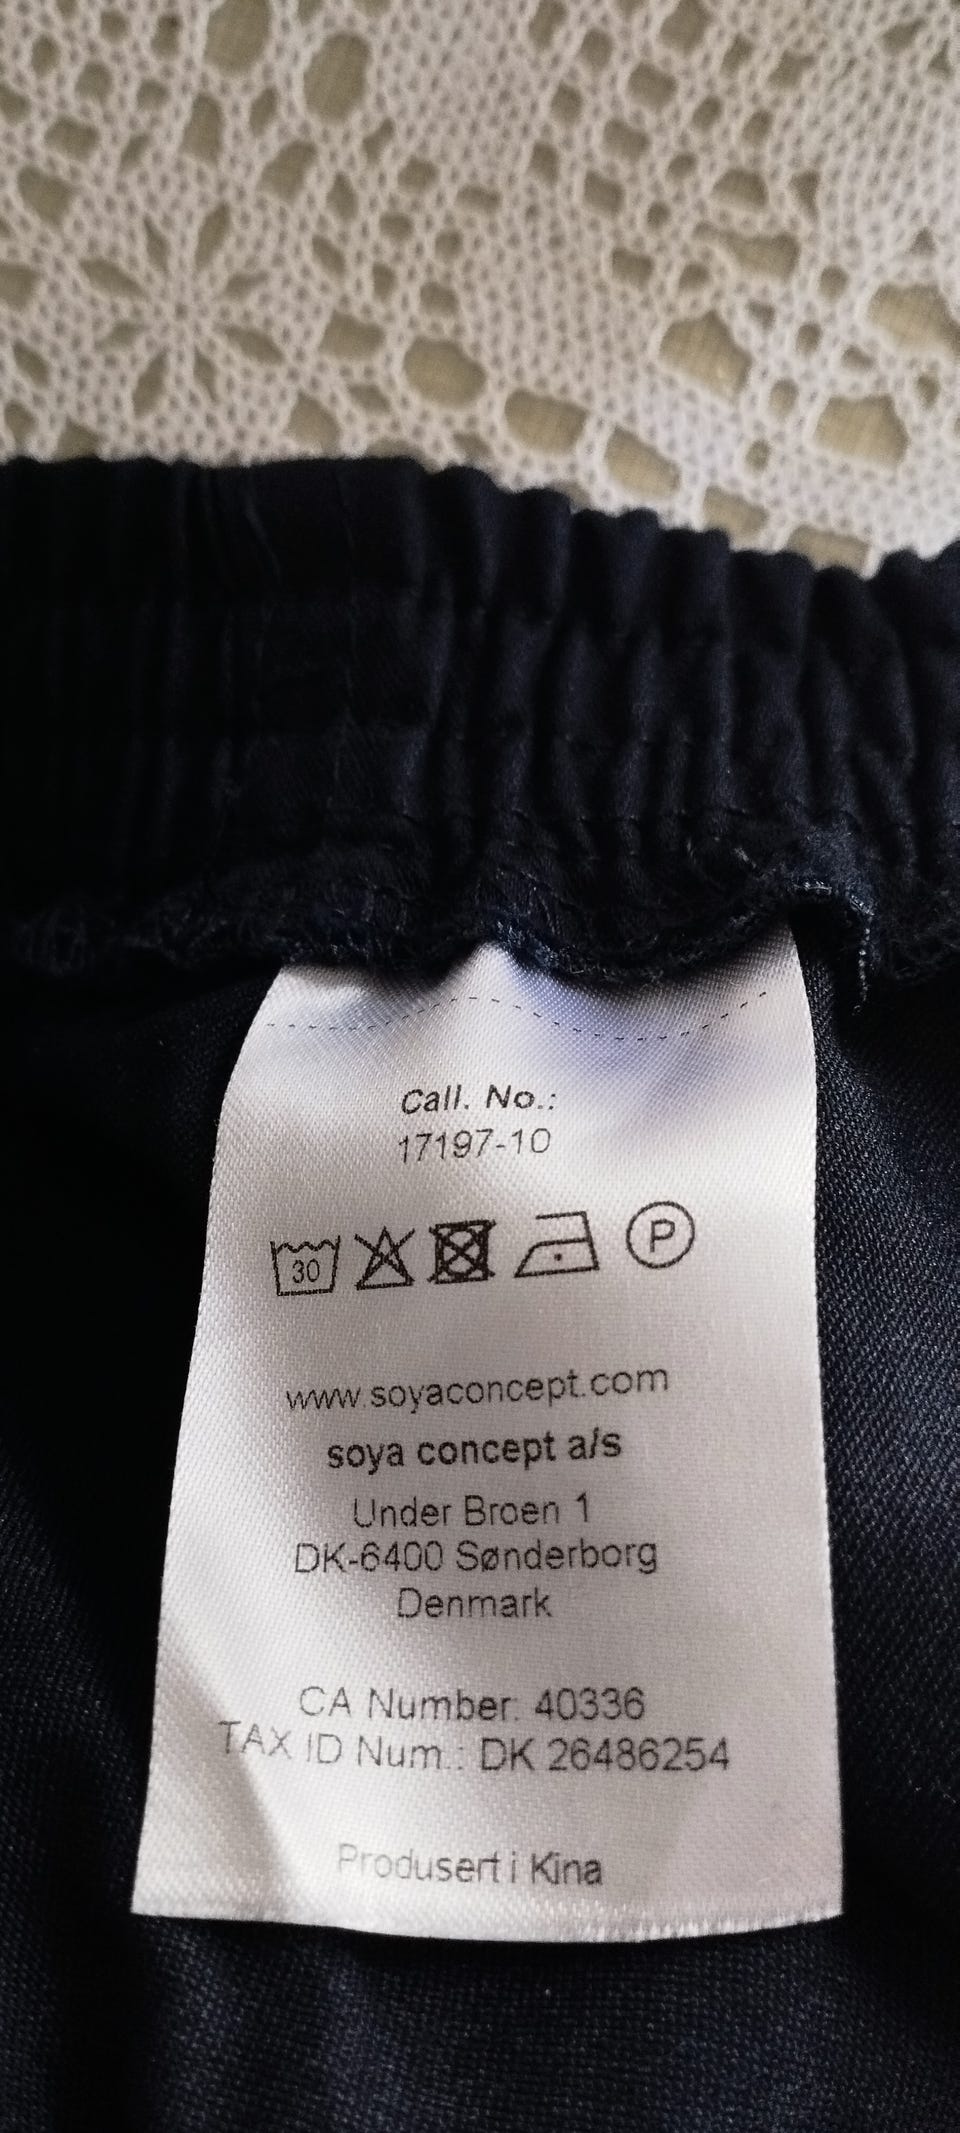 Call. No.:
17197-10
30 P
www.soyaconcept.com
soya concept a/s
Under Broen 1
DK-6400 Sønderborg
Denmark
CA Number: 40336
TAX ID Num.: DK 26486254
Produsert i Kina